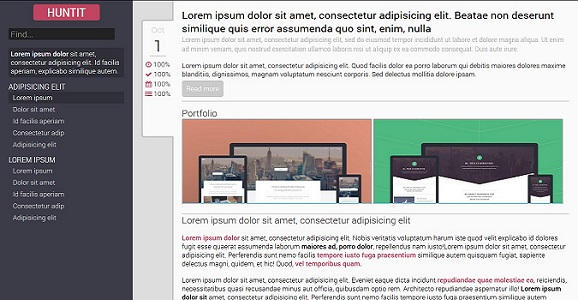 HUNTIT
Find...
Lorem ipsum dolor sit amet,
consectetur adipisicing elit. Id facilis
aperiam, explicabo similique autem.
ADIPISICING ELIT
Lorem ipsum
Dolor sit amet
Id facilis aperiam
Consectetur adip
Adipisicing elit
LOREM IPSUM
Lorem ipsum
Dolor sit amet
Id facilis aperiam
Consectetur adip
Adipisicing elit
Oct
1
100%
100%
100%
100%
Lorem ipsum dolor sit amet, consectetur adipisicing elit. Beatae non deserunt
similique quis error assumenda quo sint, enim, nulla
Lorem ipsum dolor sit amet, consectetur adipisicing elit, sed do eiusmod tempor incididunt ut labore et dolore magna aliqua. Ut enim
ad minim veniam, quis nostrud exercitation ullamco laboris nisi ut aliquip ex ea commodo consequat. Duis aute irure.
Lorem ipsum dolor sit amet, consectetur adipisicing elit. Quod facilis dolor ea porro laborum qui debitis maiores dolores maxime
blanditiis, dignissimos, magnam voluptatum nesciunt corporis. Sed delectus mollitia dolore ipsam.
Read more
Portfolio
Lorem ipsum dolor sit amet, consectetur adipisicing elit
Lorem ipsum dolor sit amet, consectetur adipisicing elit. Nobis veritatis voluptatum harum iste quod velit explicabo ipsa, ut labore ea dolores
fugit esse quaerat assumenda laborum maiores ad, porro dolor, repellendus nam iusto!Lorem ipsum dolor sit amet, consectetur
adipisicing elit. Perferendis sunt nemo facilis tempore iusto fuga praesentium similique autem quisquam fugiat, sapiente
delectus magni, quidem, et hic! Quod, vel temporibus quam.
Lorem ipsum dolor sit amet, consectetur adipisicing elit. Eveniet eaque dicta incidunt repudiandae quae molestiae ea, reiciendis,
accusamus eos possimus quasi recusandae minus nemo aut officia, quibusdam optio rem. Architecto repudiandae aspernatur illo! Lorem ipsum
dolor sit amet, consectetur adipisicing elit. Perferendis sunt nemo facilis tempore iusto fuga praesentium similique autem quisquam fugiat,